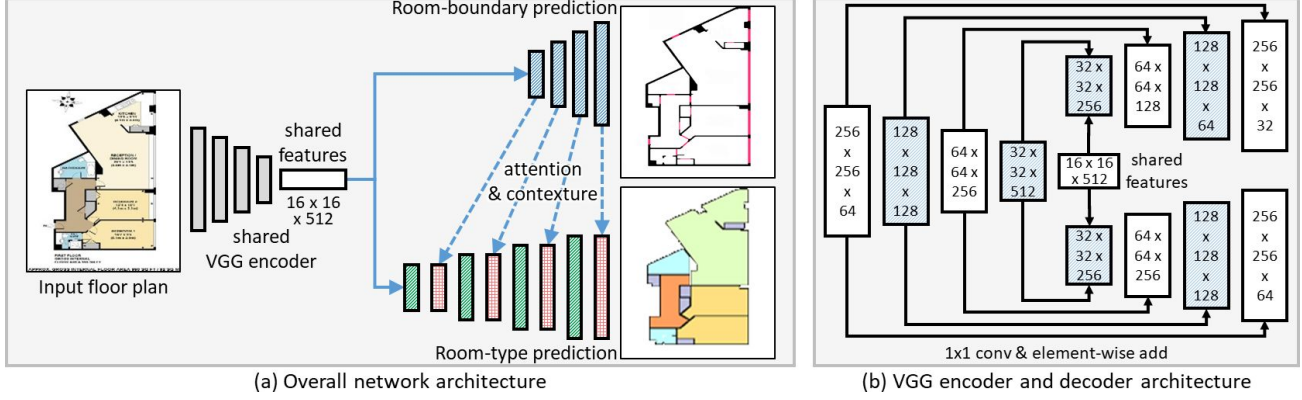 Room-boundary prediction
shared
features
16 x 16
x 512
shared
VGG encoder
Input floor plan
attention
& contexture
Room-type prediction
(a) Overall network architecture
256
x
256
x
64
128
x
128
x
128
64 x
64 x
256
32 x
32 x
512
32 x
32 x
256
64 x
64 x
128
128
x
128
x
64
256
x
256
x
32
16 x 16
x 512
shared
features
32 x
32 x
256
64 x
64 x
256
128
x
128
x
128
256
x
256
x
64
1x1 conv & element-wise add
(b) VGG encoder and decoder architecture